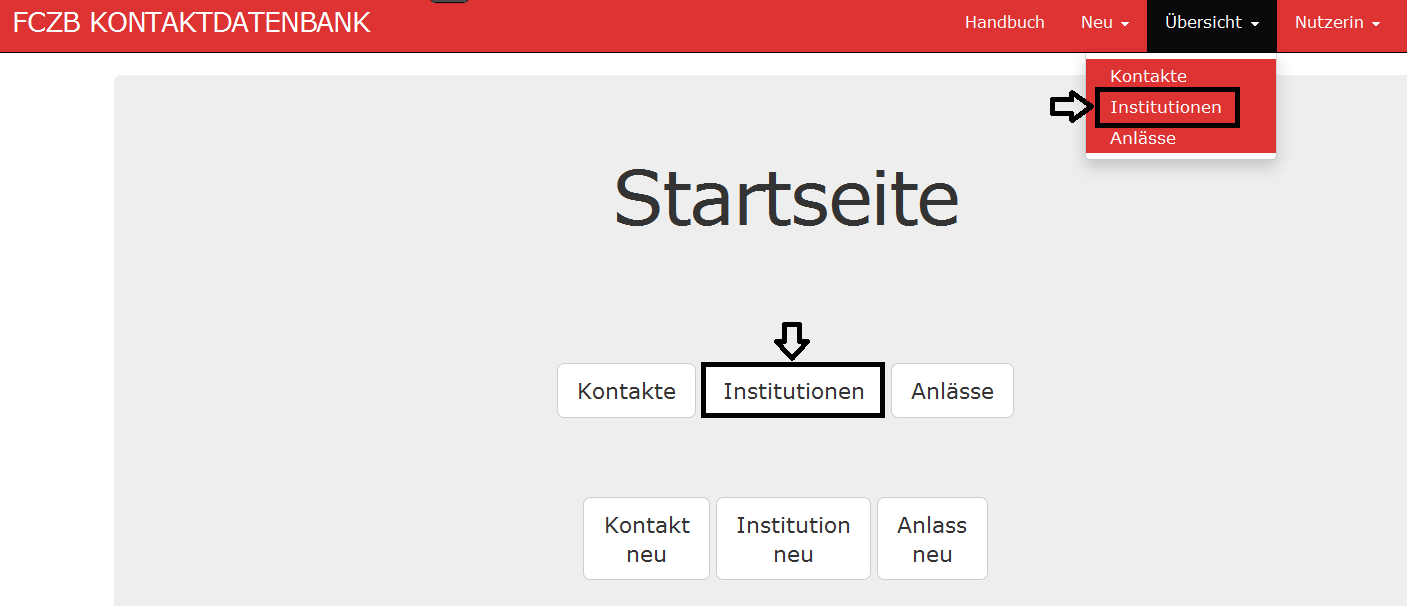 FCZB KONTAKTDATENBANK Handbuch Neu Übersicht Nutzerin
Kontakte
Institutionen
Anlässe
Startseite
Kontakte Institutionen Anlässe
Kontakt neu
Institution neu
Anlass neu